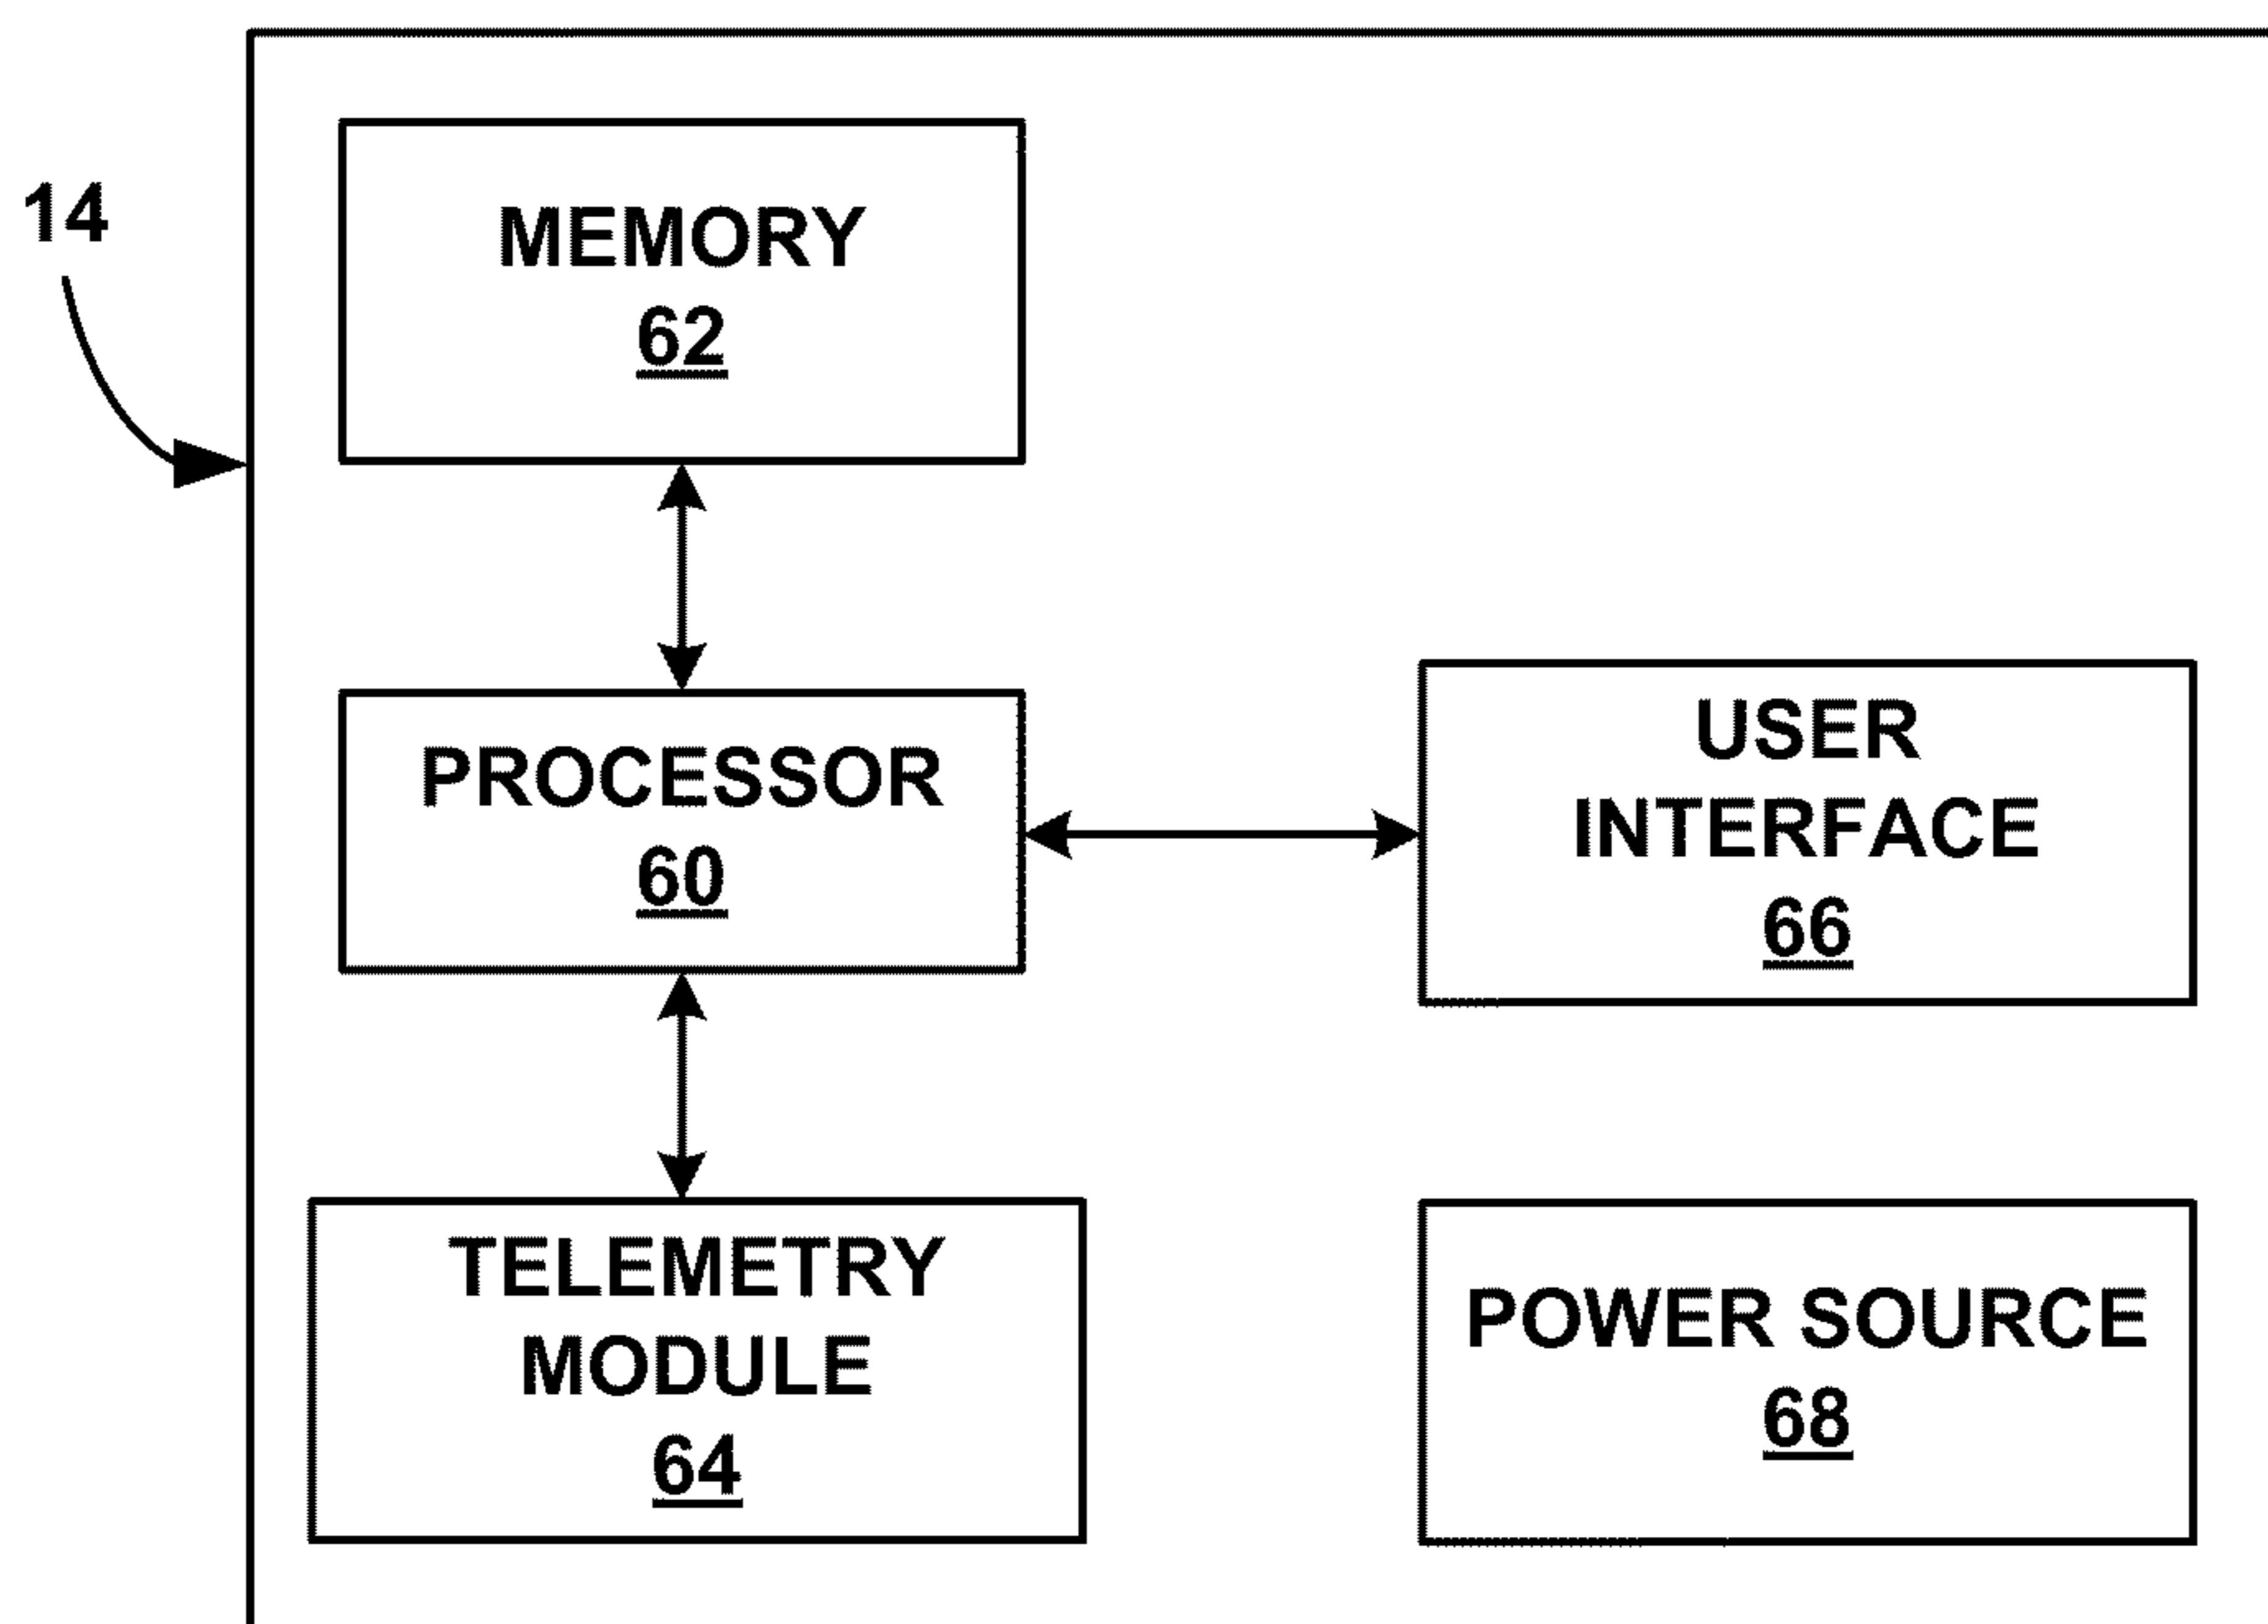 14
MEMORY
62
PROCESSOR
60
USER
INTERFACE
66
TELEMETRY
MODULE
64
POWER SOURCE
68